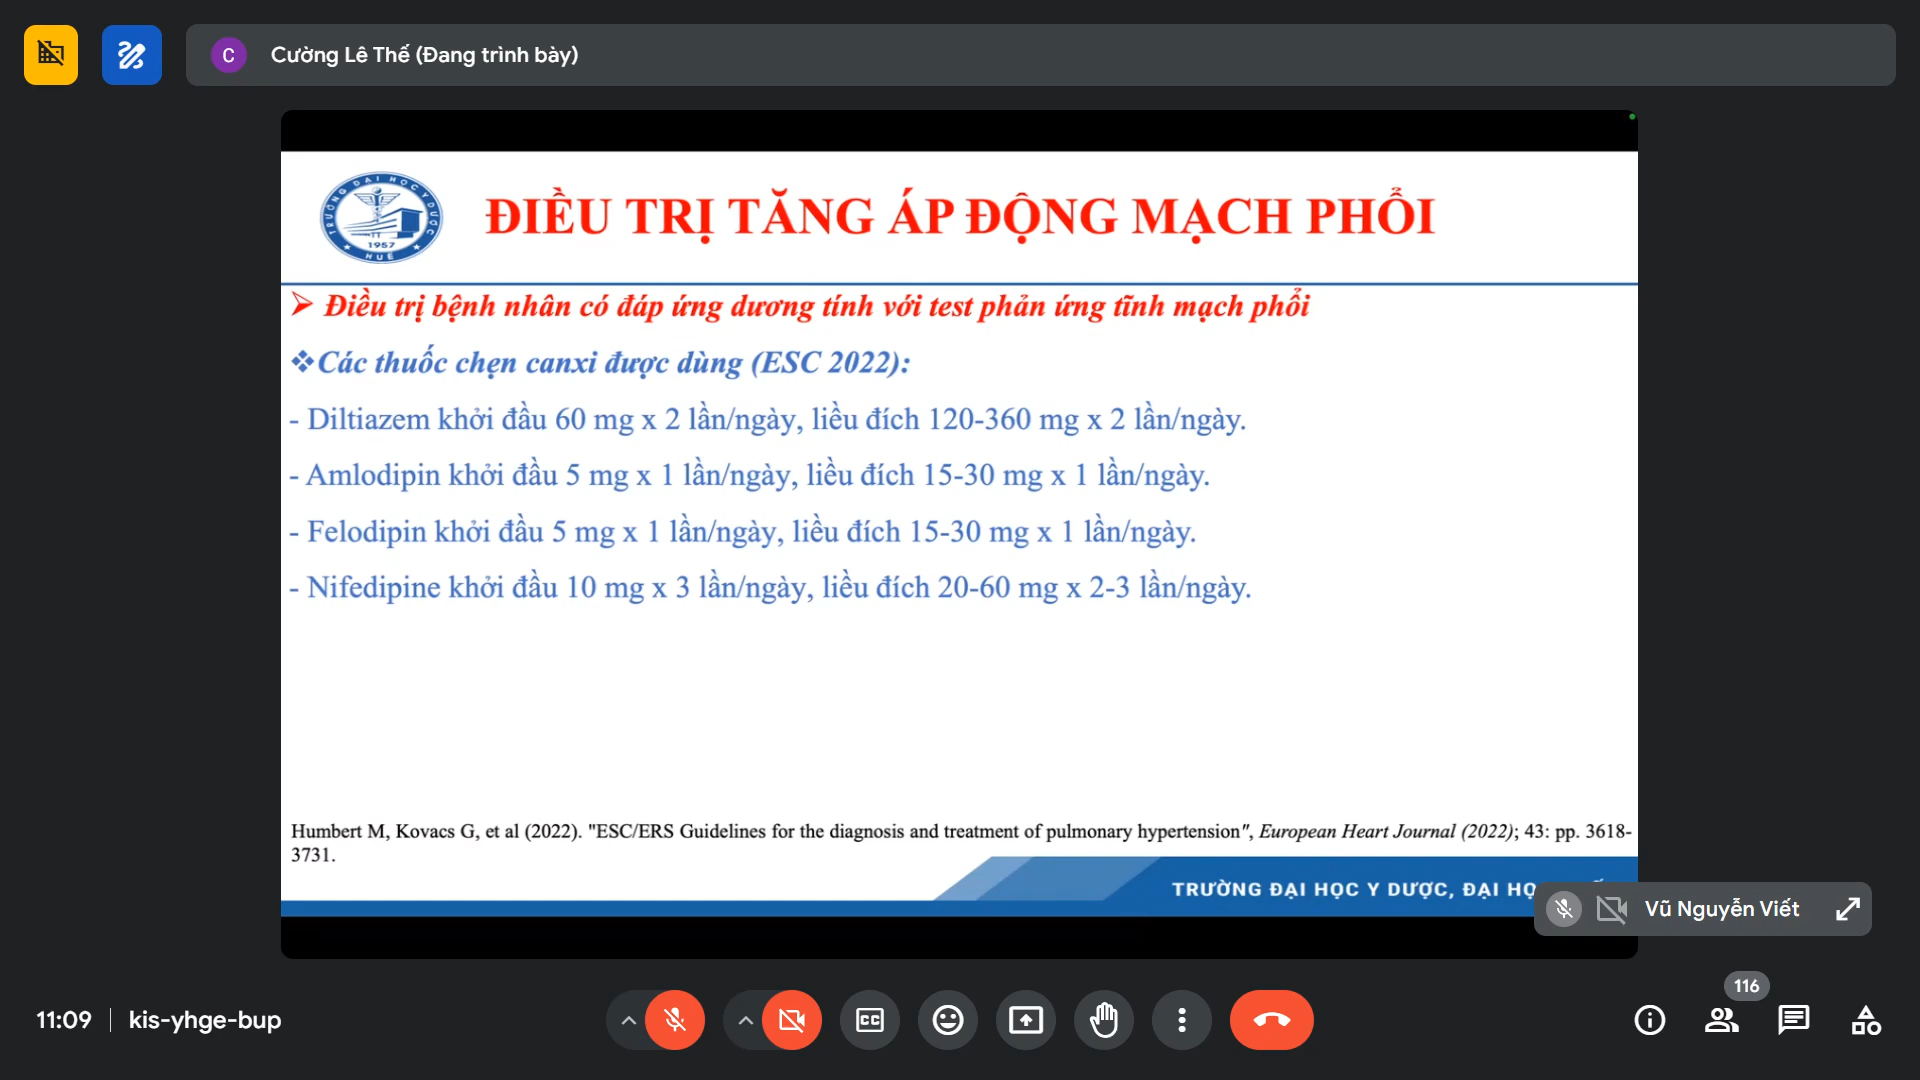 C
Cường Lê Thế (Đang trình bày)
TRƯỜNG ĐẠI HỌC Y DƯỢC
1957
HUẾ
ĐIỀU TRỊ TĂNG ÁP ĐỘNG MẠCH PHỔI
➢ Điều trị bệnh nhân có đáp ứng dương tính với test phản ứng tĩnh mạch phổi
❖Các thuốc chẹn canxi được dùng (ESC 2022):
- Diltiazem khởi đầu 60 mg x 2 lần/ngày, liều đích 120-360 mg x 2 lần/ngày.
- Amlodipin khởi đầu 5 mg x 1 lần/ngày, liều đích 15-30 mg x 1 lần/ngày.
- Felodipin khởi đầu 5 mg x 1 lần/ngày, liều đích 15-30 mg x 1 lần/ngày.
- Nifedipine khởi đầu 10 mg x 3 lần/ngày, liều đích 20-60 mg x 2-3 lần/ngày.
Humbert M, Kovacs G, et al (2022). "ESC/ERS Guidelines for the diagnosis and treatment of pulmonary hypertension", European Heart Journal (2022); 43: pp. 3618-
3731.
TRƯỜNG ĐẠI HỌC Y DƯỢC, ĐẠI
Vũ Nguyễn Viết
116
11:09 | kis-yhge-bup
CC